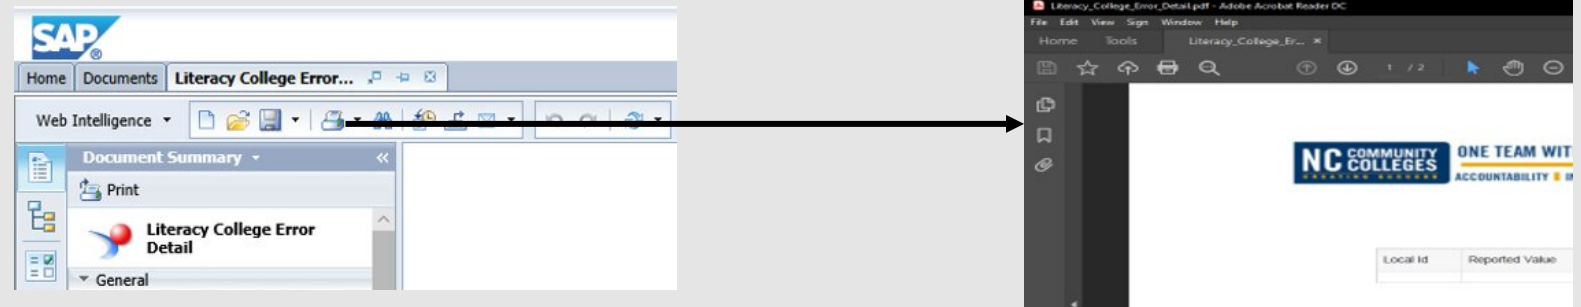 SAP
®
Home Documents Literacy College Error...
Web Intelligence
Document Summary
Print
Literacy College Error
Detail
General
Literacy_College_Error_Detail.pdf - Adobe Acrobat Reader DC
File Edit View Sign Window Help
Home Tools Literacy_College_Er... ×
1 / 2
NC COMMUNITY
COLLEGES
CREATING SUCCESS
ONE TEAM WIT
ACCOUNTABILITY
Local Id Reported Value